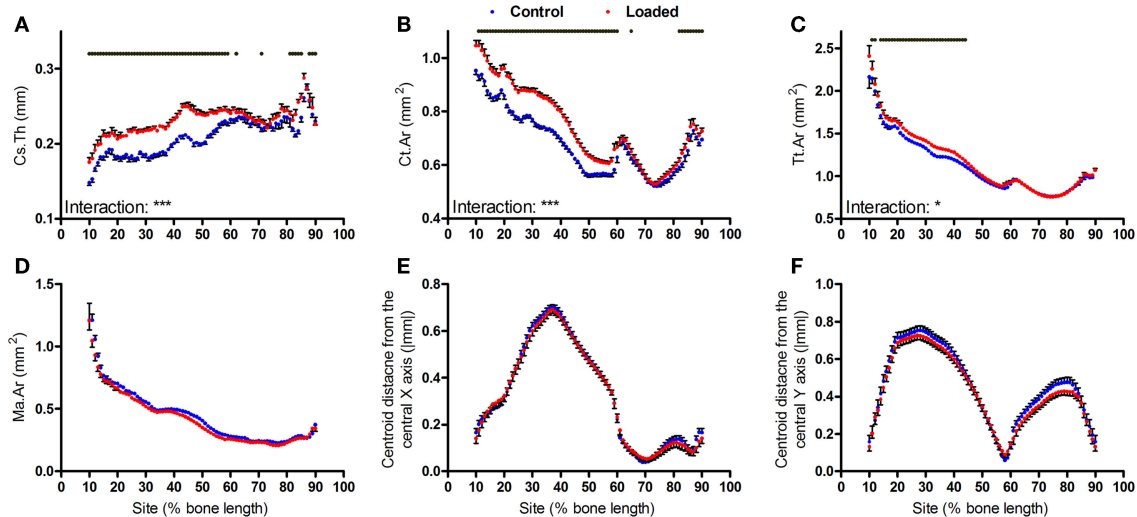 Control Loaded
A
Cs.Th (mm)
0.3
0.2
0.1
Interaction: ***
0 10 20 30 40 50 60 70 80 90 100
B
Ct.Ar (mm2)
1.0
0.8
0.6
0.4
Interaction: ***
0 10 20 30 40 50 60 70 80 90 100
C
Tt.Ar (mm2)
2.5
2.0
1.5
1.0
0.5
Interaction: *
0 10 20 30 40 50 60 70 80 90 100
D
Ma.Ar (mm2)
1.5
1.0
0.5
0.0
0 10 20 30 40 50 60 70 80 90 100
Site (% bone length)
E
Centroid distacne from the
central X axis (|mm|)
0.8
0.6
0.4
0.2
0.0
0 10 20 30 40 50 60 70 80 90 100
Site (% bone length)
F
Centroid distacne from the
central Y axis (|mm|)
1.0
0.8
0.6
0.4
0.2
0.0
0 10 20 30 40 50 60 70 80 90 100
Site (% bone length)